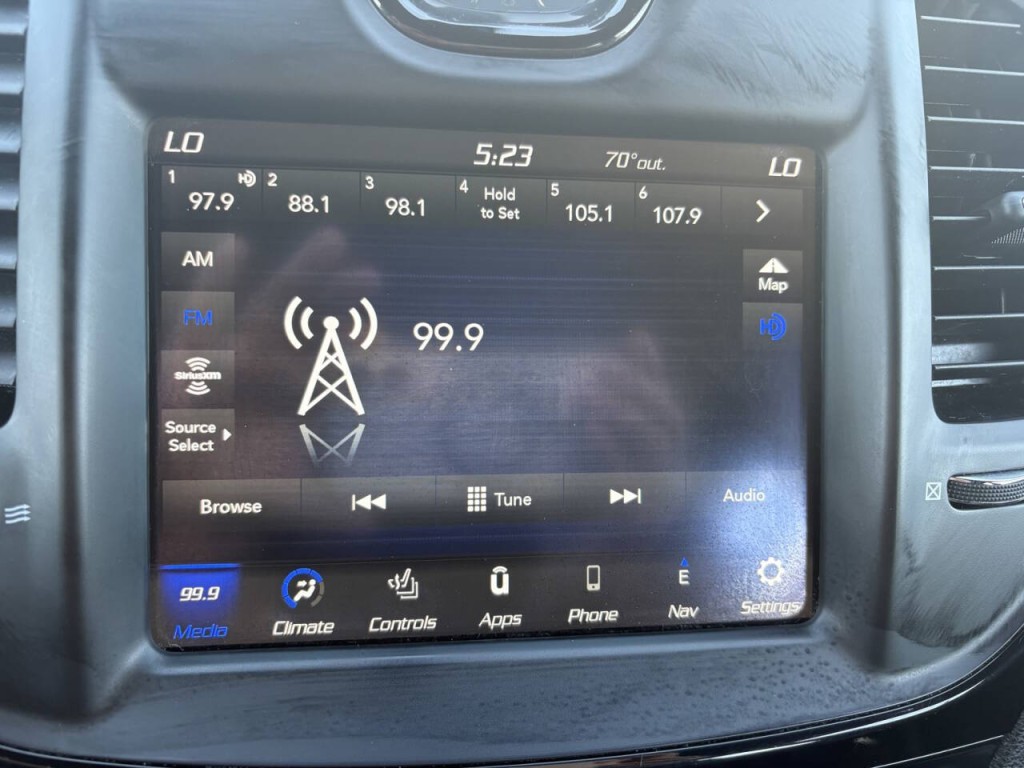 LO 5:23 70°out. LO
1 97.9 HD 2 88.1 3 98.1 4 Hold to Set 5 105.1 6 107.9
AM
Map
FM
99.9
HD
SiriusXM
Source
Select
Browse Tune Audio
99.9 E
Media Climate Controls Apps Phone Nav Settings